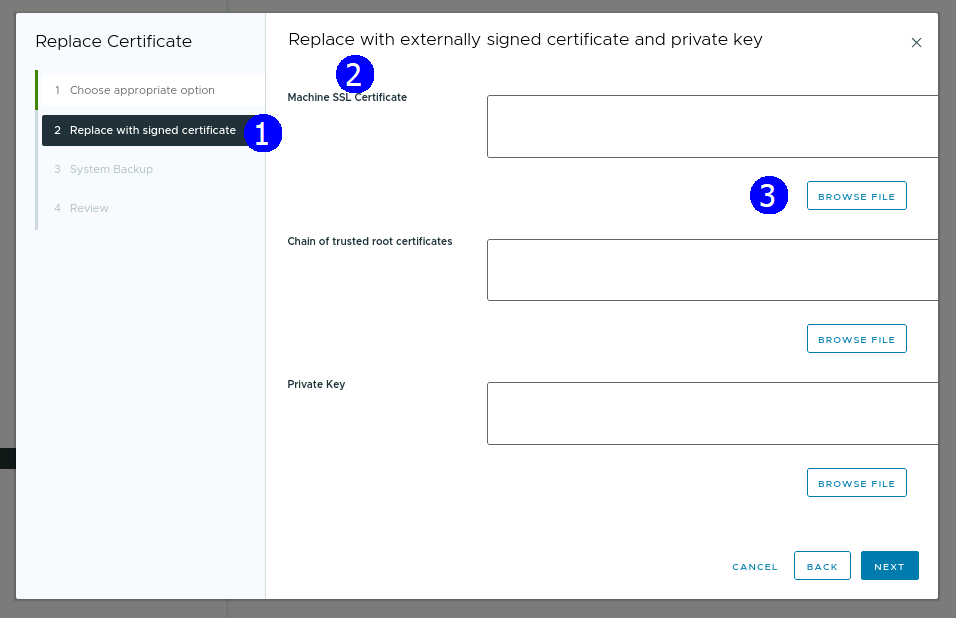 Replace Certificate
1 Choose appropriate option
2 Replace with signed certificate
1
3 System Backup
4 Review
Replace with externally signed certificate and private key
2
Machine SSL Certificate
3
BROWSE FILE
Chain of trusted root certificates
BROWSE FILE
Private Key
BROWSE FILE
CANCEL BACK NEXT